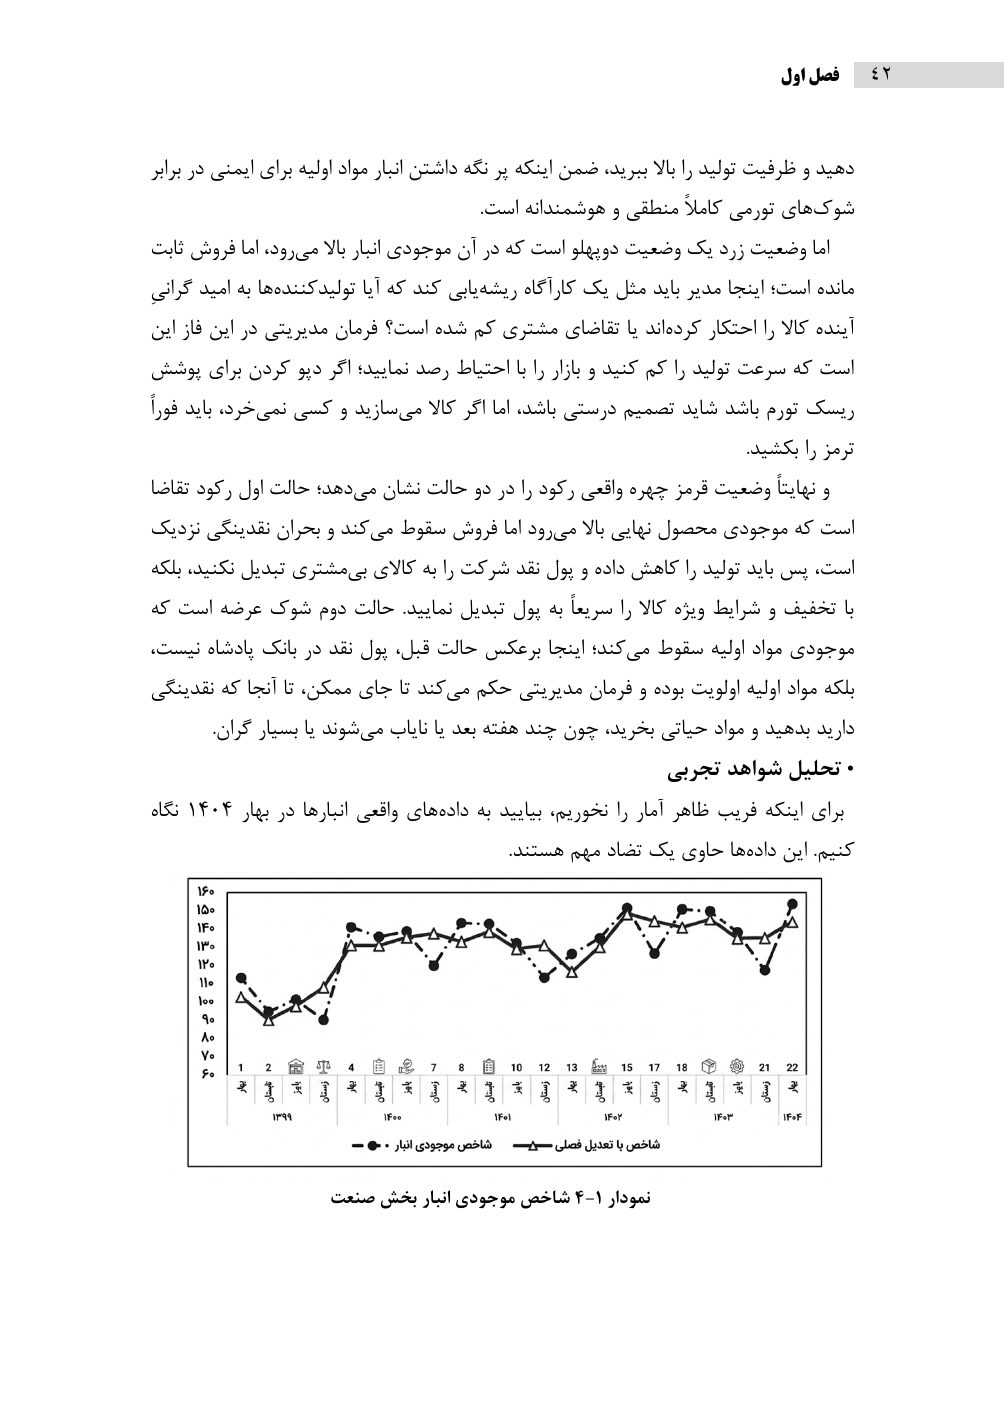 ۴۲ فصل اول
دهید و ظرفیت تولید را بالا ببرید، ضمن اینکه پر نگه داشتن انبار مواد اولیه برای ایمنی در برابر
شوک‌های تورمی کاملاً منطقی و هوشمندانه است.
اما وضعیت زرد یک وضعیت دوپهلو است که در آن موجودی انبار بالا می‌رود، اما فروش ثابت
مانده است؛ اینجا مدیر باید مثل یک کارآگاه ریشه‌یابی کند که آیا تولیدکننده‌ها به امید گرانیِ
آینده کالا را احتکار کرده‌اند یا تقاضای مشتری کم شده است؟ فرمان مدیریتی در این فاز این
است که سرعت تولید را کم کنید و بازار را با احتیاط رصد نمایید؛ اگر دپو کردن برای پوشش
ریسک تورم باشد شاید تصمیم درستی باشد، اما اگر کالا می‌سازید و کسی نمی‌خرد، باید فوراً
ترمز را بکشید.
و نهایتاً وضعیت قرمز چهره واقعی رکود را در دو حالت نشان می‌دهد؛ حالت اول رکود تقاضا
است که موجودی محصول نهایی بالا می‌رود اما فروش سقوط می‌کند و بحران نقدینگی نزدیک
است، پس باید تولید را کاهش داده و پول نقد شرکت را به کالای بی‌مشتری تبدیل نکنید، بلکه
با تخفیف و شرایط ویژه کالا را سریعاً به پول تبدیل نمایید. حالت دوم شوک عرضه است که
موجودی مواد اولیه سقوط می‌کند؛ اینجا برعکس حالت قبل، پول نقد در بانک پادشاه نیست،
بلکه مواد اولیه اولویت بوده و فرمان مدیریتی حکم می‌کند تا جای ممکن، تا آنجا که نقدینگی
دارید بدهید و مواد حیاتی بخرید، چون چند هفته بعد یا نایاب می‌شوند یا بسیار گران.
• تحلیل شواهد تجربی
برای اینکه فریب ظاهر آمار را نخوریم، بیایید به داده‌های واقعی انبارها در بهار ۱۴۰۴ نگاه
کنیم. این داده‌ها حاوی یک تضاد مهم هستند.
۱۶۰
۱۵۰
۱۴۰
۱۳۰
۱۲۰
۱۱۰
۱۰۰
۹۰
۸۰
۷۰
۶۰
1 2 4 7 8 10 12 13 15 17 18 21 22
بهار تابستان پاییز زمستان بهار تابستان پاییز زمستان بهار تابستان پاییز زمستان بهار تابستان پاییز زمستان بهار تابستان پاییز زمستان بهار
۱۳۹۹ ۱۴۰۰ ۱۴۰۱ ۱۴۰۲ ۱۴۰۳ ۱۴۰۴
شاخص موجودی انبار شاخص با تعدیل فصلی
نمودار ۱-۴ شاخص موجودی انبار بخش صنعت